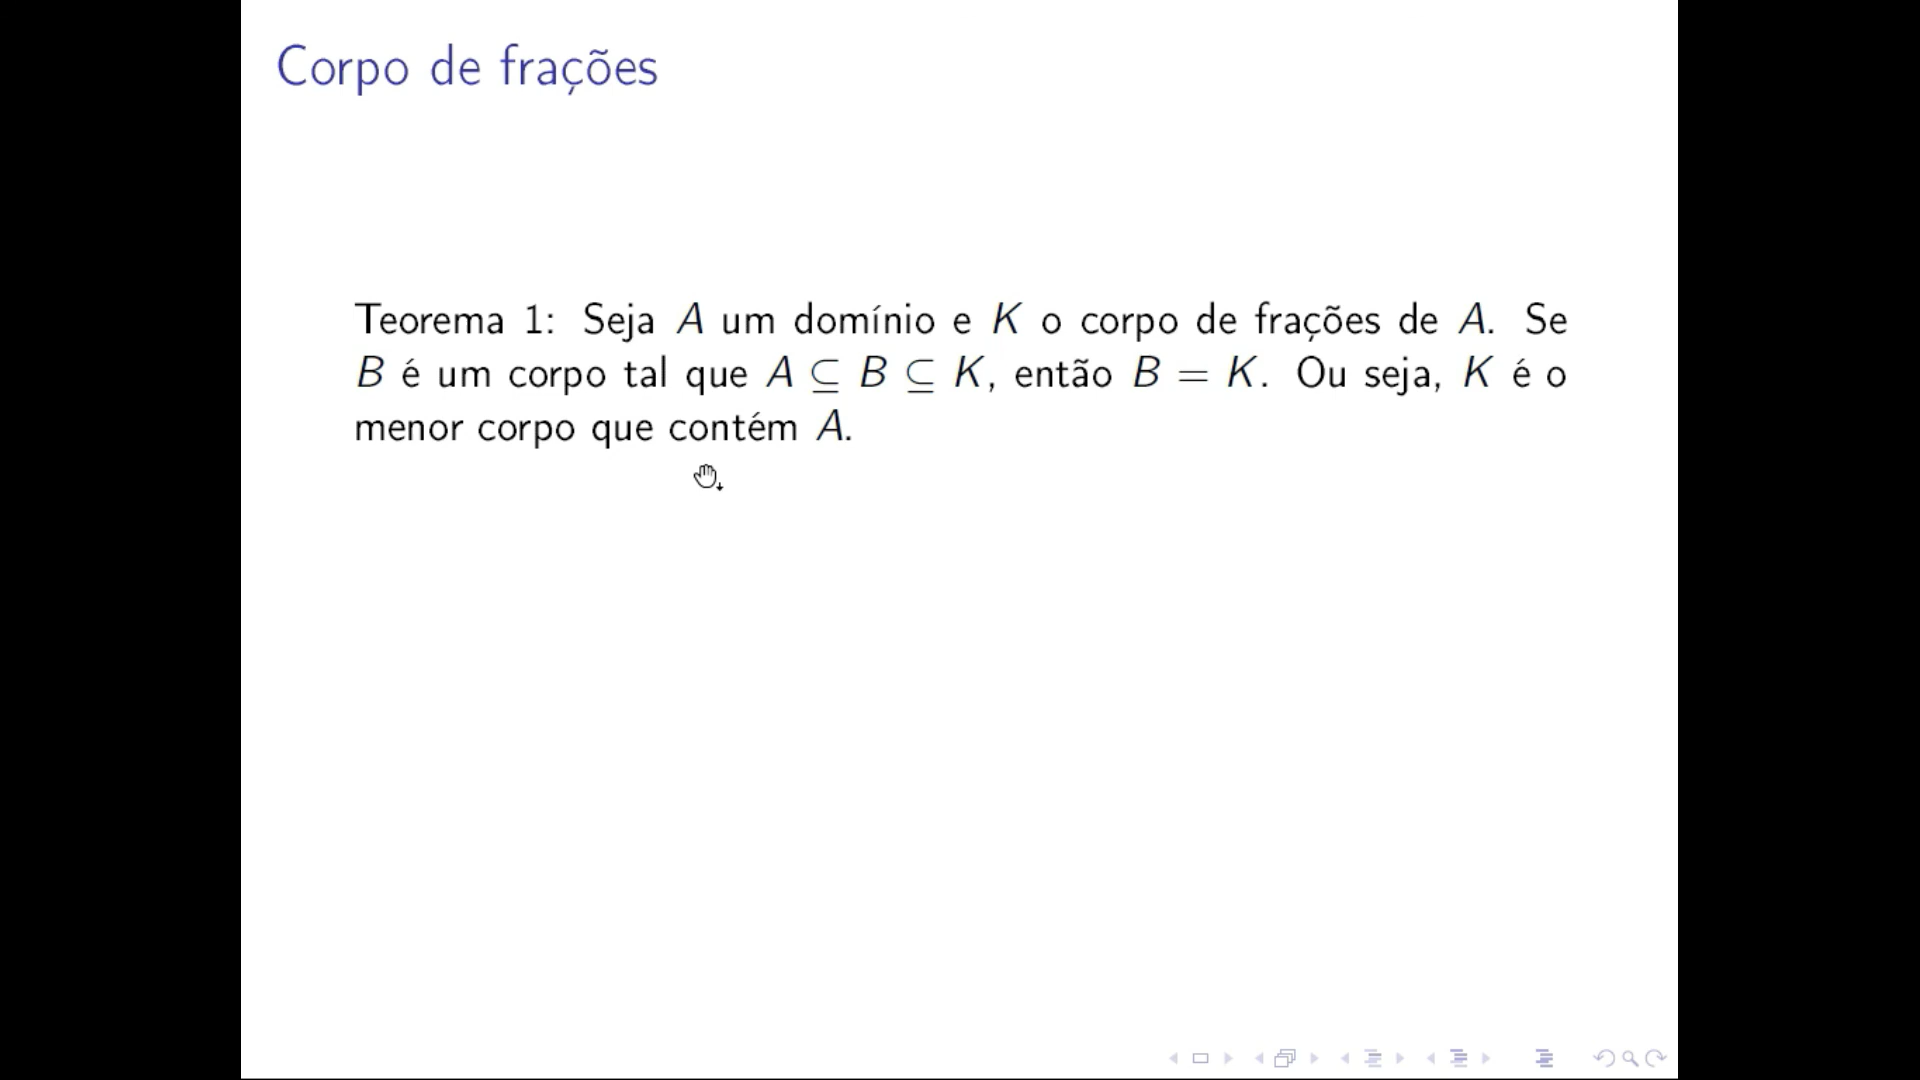 Corpo de frações
Teorema 1: Seja A um domínio e K o corpo de frações de A. Se
B é um corpo tal que A ⊆ B ⊆ K, então B = K. Ou seja, K é o
menor corpo que contém A.